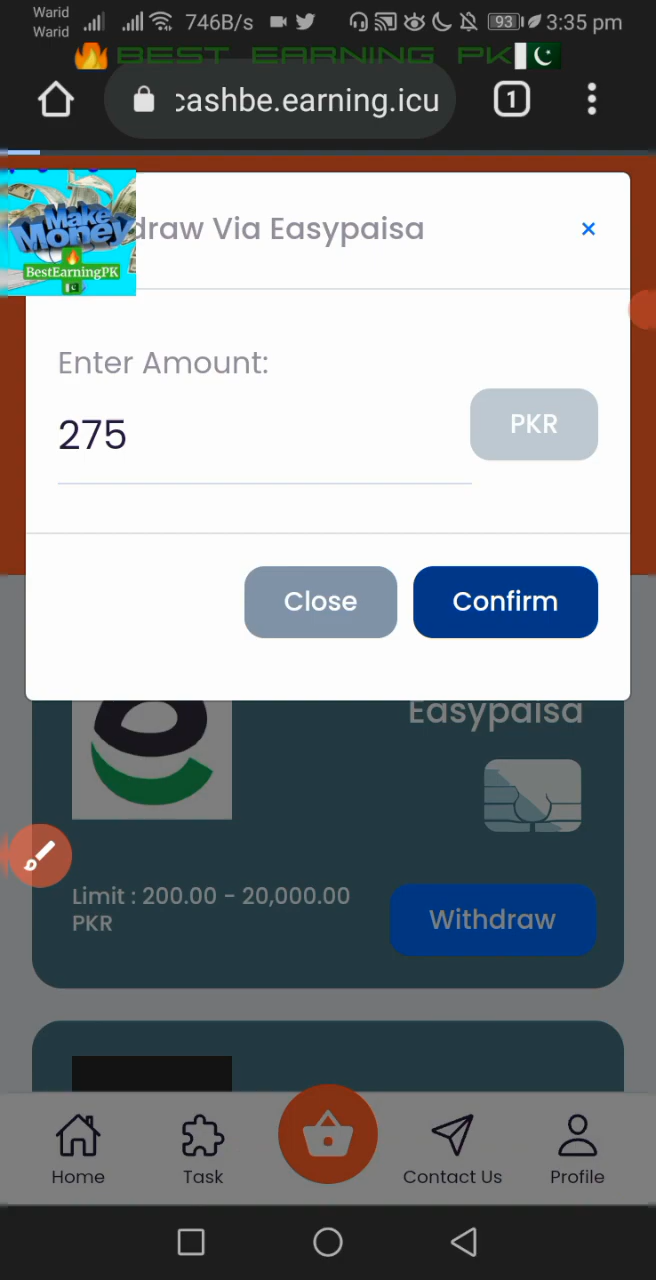 Warid
Warid
746B/s
93
3:35 pm
BEST EARNING PK
cashbe.earning.icu
1
Make
Money
BestEarningPK
draw Via Easypaisa
×
Enter Amount:
275
PKR
Close
Confirm
Easypaisa
Limit : 200.00 - 20,000.00
PKR
Withdraw
Home
Task
Contact Us
Profile